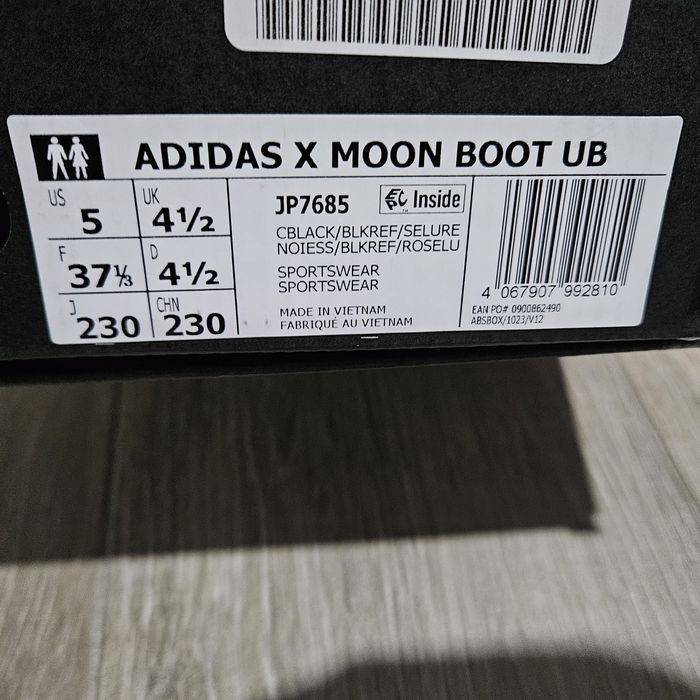 ADIDAS X MOON BOOT UB
US 5 UK 4½
F 37⅓ D 4½
J 230 CHN 230
JP7685 Inside
CBLACK/BLKREF/SELURE
NOIESS/BLKREF/ROSELU
SPORTSWEAR
SPORTSWEAR
MADE IN VIETNAM
FABRIQUÉ AU VIETNAM
4 067907 992810
EAN PO# 0900862490
ABSBOX/1023/V12